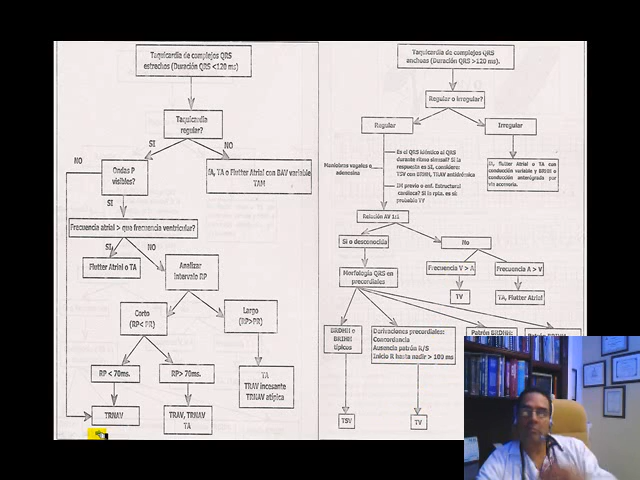 Taquicardia de complejos QRS
estrechos (Duración QRS <120 ms)
Taquicardia
regular?
SI
NO
NO
Ondas P
visibles?
FA, TA o Flutter Atrial con BAV variable
TAM
SI
Frecuencia atrial > que frecuencia ventricular?
SI
NO
Flutter Atrial o TA
Analizar
intervalo RP
Corto
(RP< PR)
Largo
(RP>PR)
RP < 70ms.
RP> 70ms.
TA
TRAV incesante
TRNAV atípica
TRNAV
TRAV, TRNAV
TA
Taquicardia de complejos QRS
anchos (Duración QRS >120 ms).
Regular o irregular?
Regular
Irregular
Maniobras vagales o
adenosina
Es el QRS idéntico al QRS
durante ritmo sinusal? Si la
respuesta es SI, considere:
TSV con BRIHH, TRAV antidrómica
IM previo o enf. Estructural
cardiaca? Si la rpta. es si:
probable TV
FA, Flutter Atrial o TA con
conducción variable y BRIHH o
conducción anterógrada por
vía accesoria.
Relación AV 1:1
Si o desconocida
No
Morfología QRS en
precordiales
Frecuencia V > A
Frecuencia A > V
TV
TA, Flutter Atrial
BRDHH o
BRIHH
típicos
Derivaciones precordiales:
Concordancia
Ausencia patrón R/S
Inicio R hasta nadir > 100 ms
Patrón BRDHH:
TSV
TV